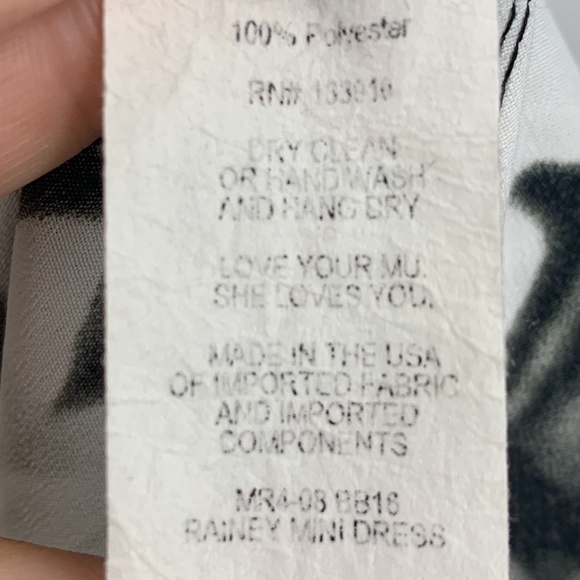 100% Polyester
RN# 133910
DRY CLEAN
OR HAND WASH
AND HANG DRY
LOVE YOUR MU.
SHE LOVES YOU.
MADE IN THE USA
OF IMPORTED FABRIC
AND IMPORTED
COMPONENTS
MR4-08 BB16
RAINEY MINI DRESS